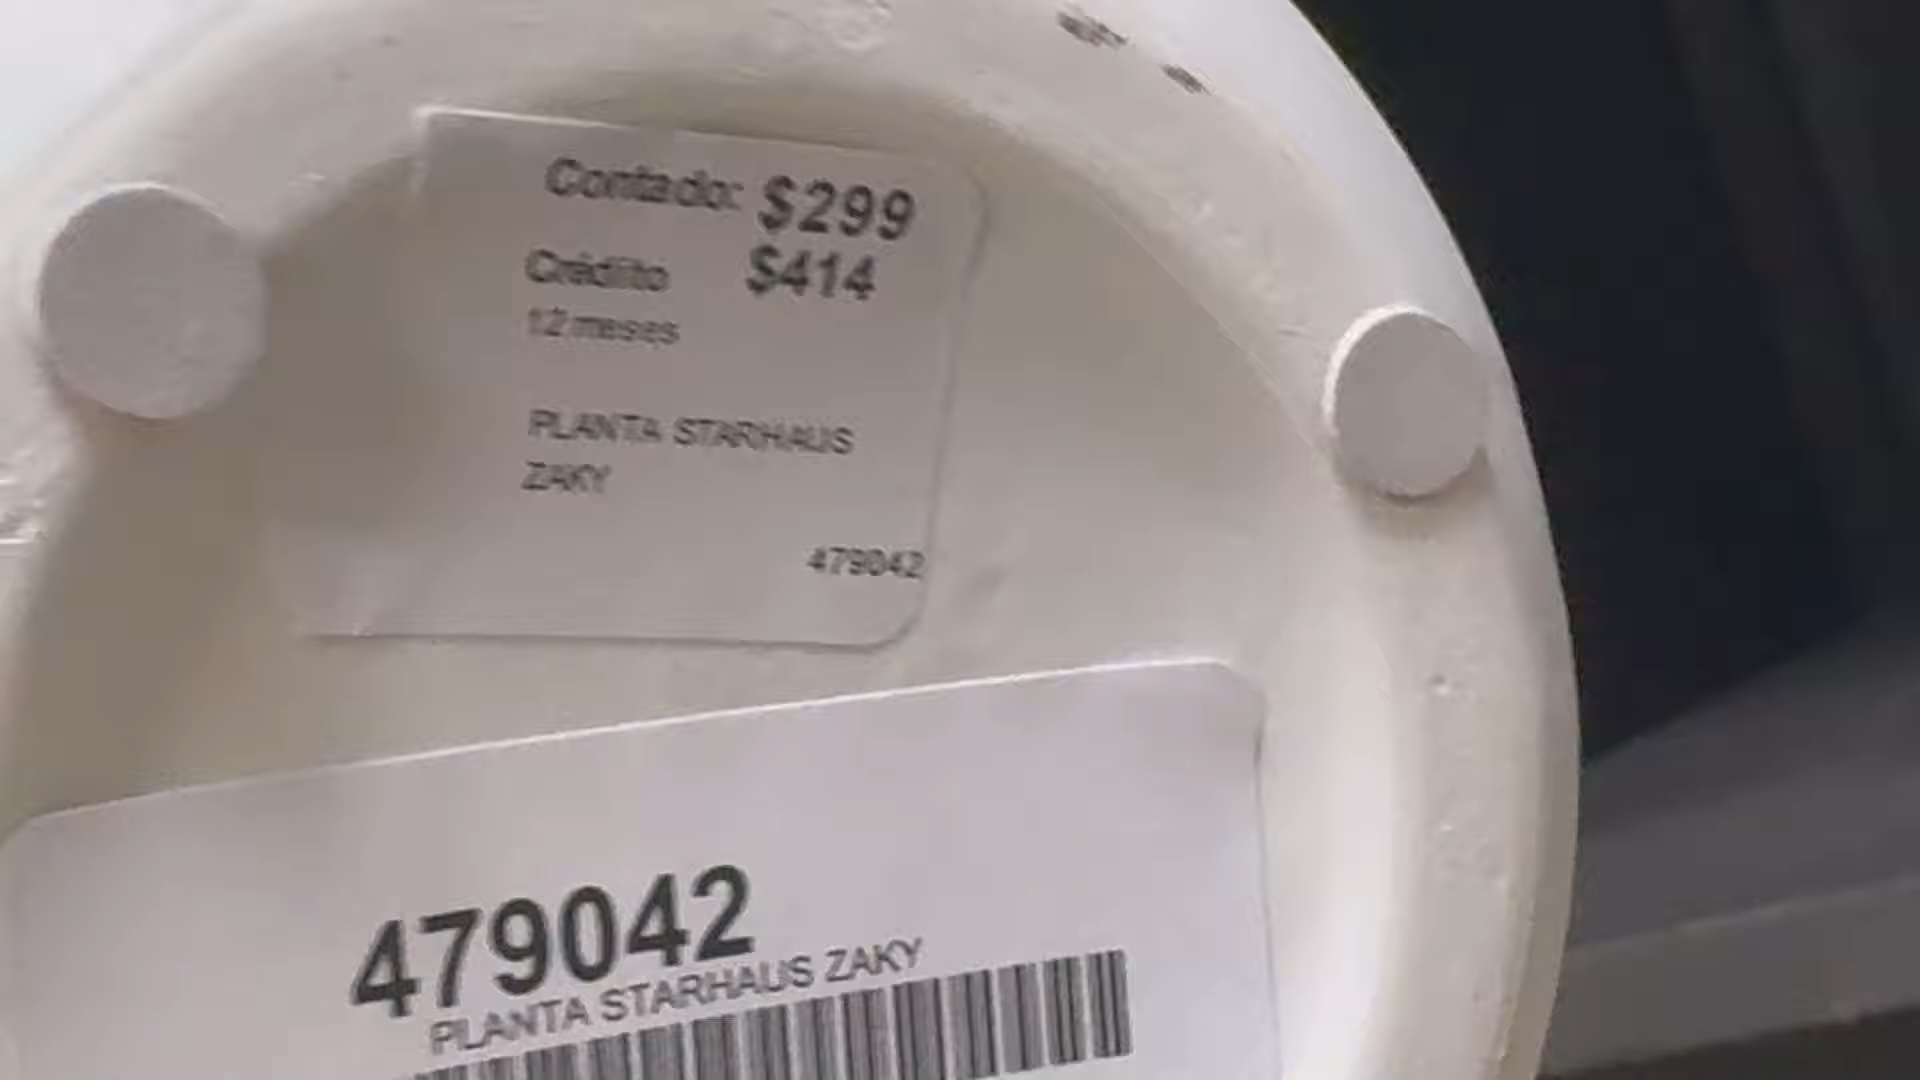 Contado: $299
Crédito $414
12 meses
PLANTA STARHAUS
ZAKY
479042
479042
PLANTA STARHAUS ZAKY